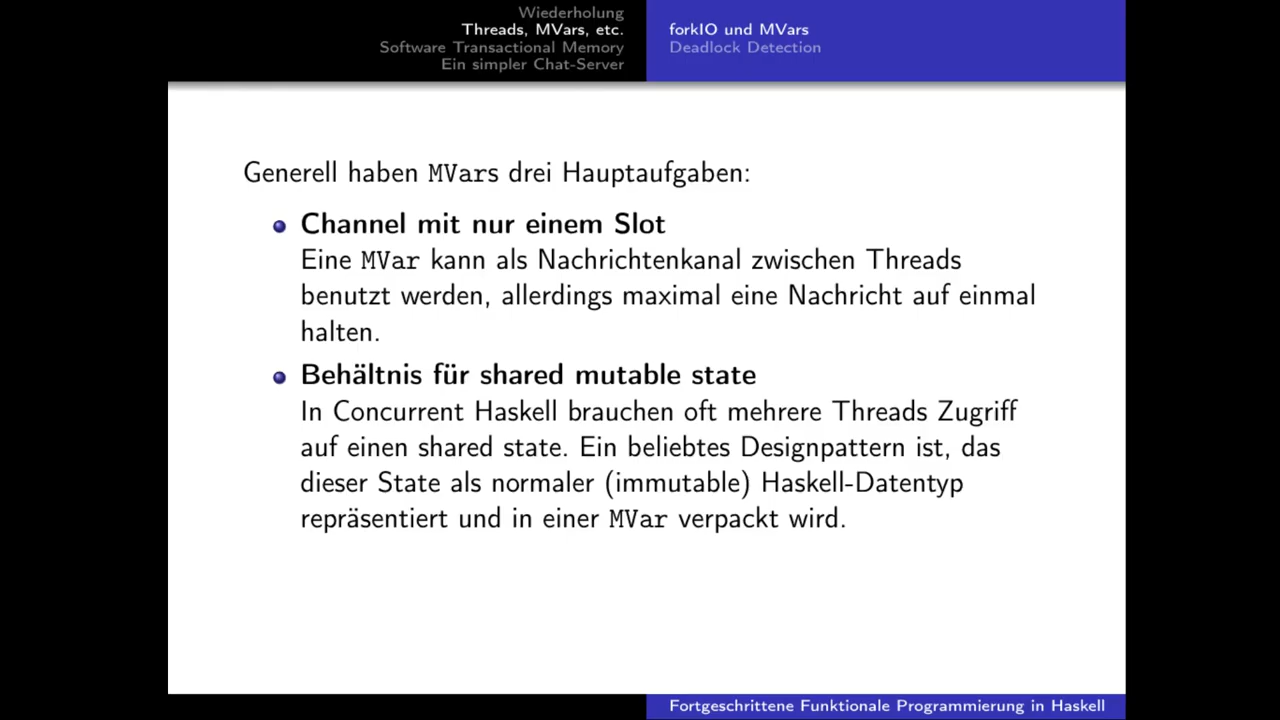 Wiederholung
Threads, MVars, etc.
Software Transactional Memory
Ein simpler Chat-Server
forkIO und MVars
Deadlock Detection
Generell haben MVars drei Hauptaufgaben:
Channel mit nur einem Slot
Eine MVar kann als Nachrichtenkanal zwischen Threads
benutzt werden, allerdings maximal eine Nachricht auf einmal
halten.
Behältnis für shared mutable state
In Concurrent Haskell brauchen oft mehrere Threads Zugriff
auf einen shared state. Ein beliebtes Designpattern ist, das
dieser State als normaler (immutable) Haskell-Datentyp
repräsentiert und in einer MVar verpackt wird.
Fortgeschrittene Funktionale Programmierung in Haskell